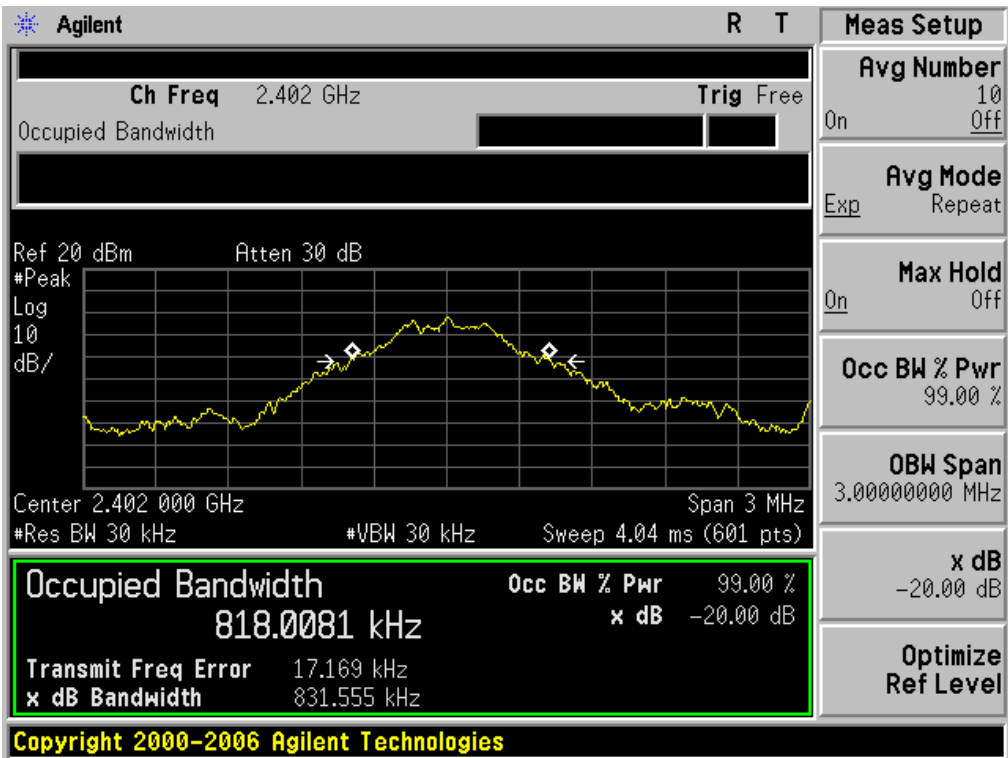 Agilent R T
Ch Freq 2.402 GHz Trig Free
Occupied Bandwidth
Ref 20 dBm Atten 30 dB
#Peak
Log
10
dB/
Center 2.402 000 GHz Span 3 MHz
#Res BW 30 kHz #VBW 30 kHz Sweep 4.04 ms (601 pts)
Occupied Bandwidth Occ BW % Pwr 99.00 %
818.0081 kHz x dB -20.00 dB
Transmit Freq Error 17.169 kHz
x dB Bandwidth 831.555 kHz
Copyright 2000-2006 Agilent Technologies
Meas Setup
Avg Number
10
On Off
Avg Mode
Exp Repeat
Max Hold
On Off
Occ BW % Pwr
99.00 %
OBW Span
3.00000000 MHz
x dB
-20.00 dB
Optimize
Ref Level